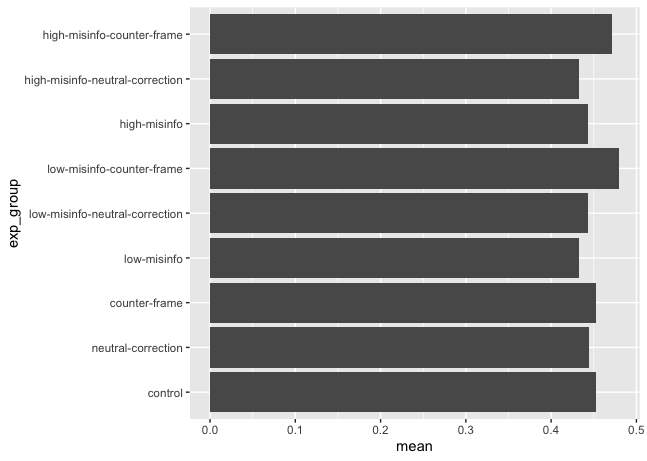 high-misinfo-counter-frame
high-misinfo-neutral-correction
high-misinfo
low-misinfo-counter-frame
low-misinfo-neutral-correction
low-misinfo
counter-frame
neutral-correction
control
exp_group
0.0 0.1 0.2 0.3 0.4 0.5
mean